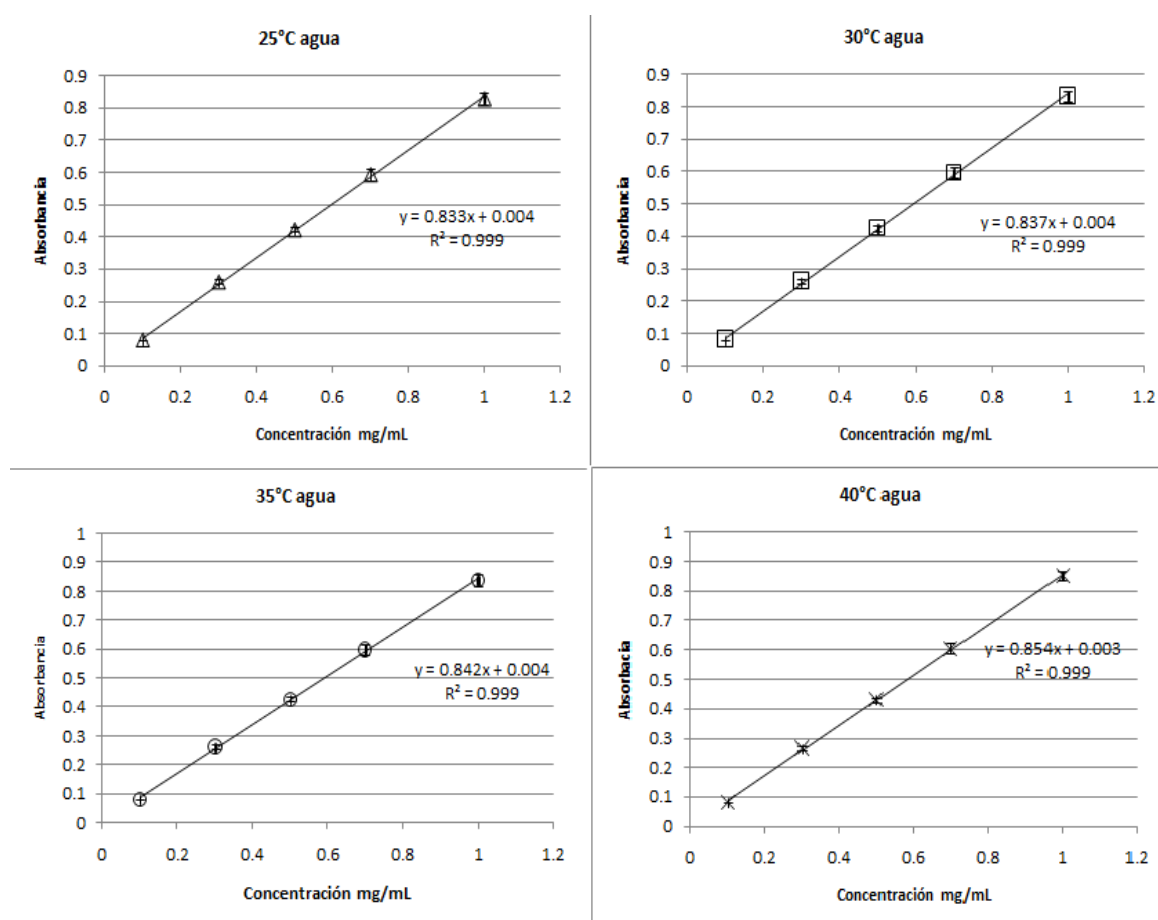 25°C agua
0.9
0.8
0.7
0.6
0.5
0.4
0.3
0.2
0.1
0
Absorbancia
y = 0.833x + 0.004
R² = 0.999
0 0.2 0.4 0.6 0.8 1 1.2
Concentración mg/mL
30°C agua
0.9
0.8
0.7
0.6
0.5
0.4
0.3
0.2
0.1
0
Absorbancia
y = 0.837x + 0.004
R² = 0.999
0 0.2 0.4 0.6 0.8 1 1.2
Concentración mg/mL
35°C agua
1
0.9
0.8
0.7
0.6
0.5
0.4
0.3
0.2
0.1
0
Absorbancia
y = 0.842x + 0.004
R² = 0.999
0 0.2 0.4 0.6 0.8 1 1.2
Concentración mg/mL
40°C agua
1
0.9
0.8
0.7
0.6
0.5
0.4
0.3
0.2
0.1
0
Absorbacia
y = 0.854x + 0.003
R² = 0.999
0 0.2 0.4 0.6 0.8 1 1.2
Concentración mg/mL